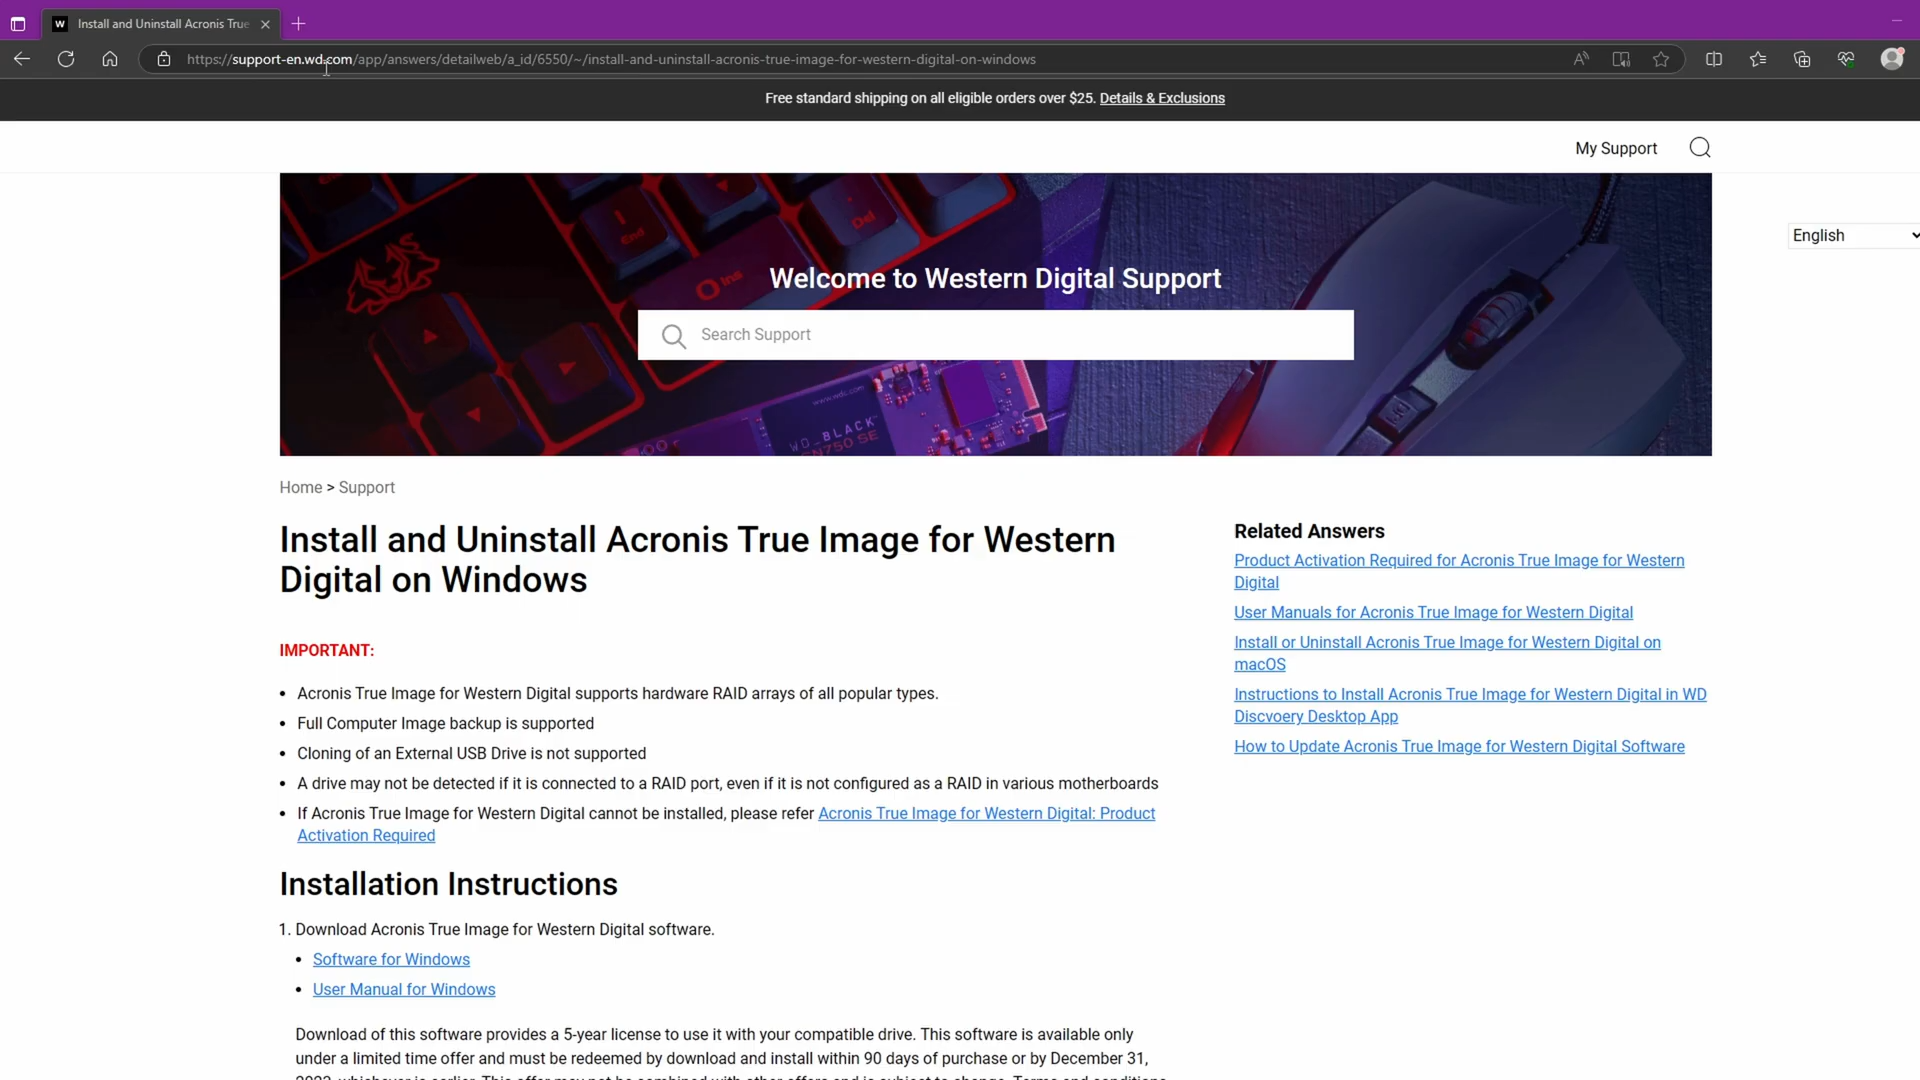 W Install and Uninstall Acronis True
https://support-en.wd.com/app/answers/detailweb/a_id/6550/~/install-and-uninstall-acronis-true-image-for-western-digital-on-windows
Free standard shipping on all eligible orders over $25. Details & Exclusions
My Support
English
End
Del
Ins
Welcome to Western Digital Support
Search Support
www.wdc.com
WD_BLACK™
SN750 SE
Home > Support
Install and Uninstall Acronis True Image for Western
Digital on Windows
IMPORTANT:
• Acronis True Image for Western Digital supports hardware RAID arrays of all popular types.
• Full Computer Image backup is supported
• Cloning of an External USB Drive is not supported
• A drive may not be detected if it is connected to a RAID port, even if it is not configured as a RAID in various motherboards
• If Acronis True Image for Western Digital cannot be installed, please refer Acronis True Image for Western Digital: Product
Activation Required
Installation Instructions
1. Download Acronis True Image for Western Digital software.
• Software for Windows
• User Manual for Windows
Download of this software provides a 5-year license to use it with your compatible drive. This software is available only
under a limited time offer and must be redeemed by download and install within 90 days of purchase or by December 31,
Related Answers
Product Activation Required for Acronis True Image for Western
Digital
User Manuals for Acronis True Image for Western Digital
Install or Uninstall Acronis True Image for Western Digital on
macOS
Instructions to Install Acronis True Image for Western Digital in WD
Discvoery Desktop App
How to Update Acronis True Image for Western Digital Software